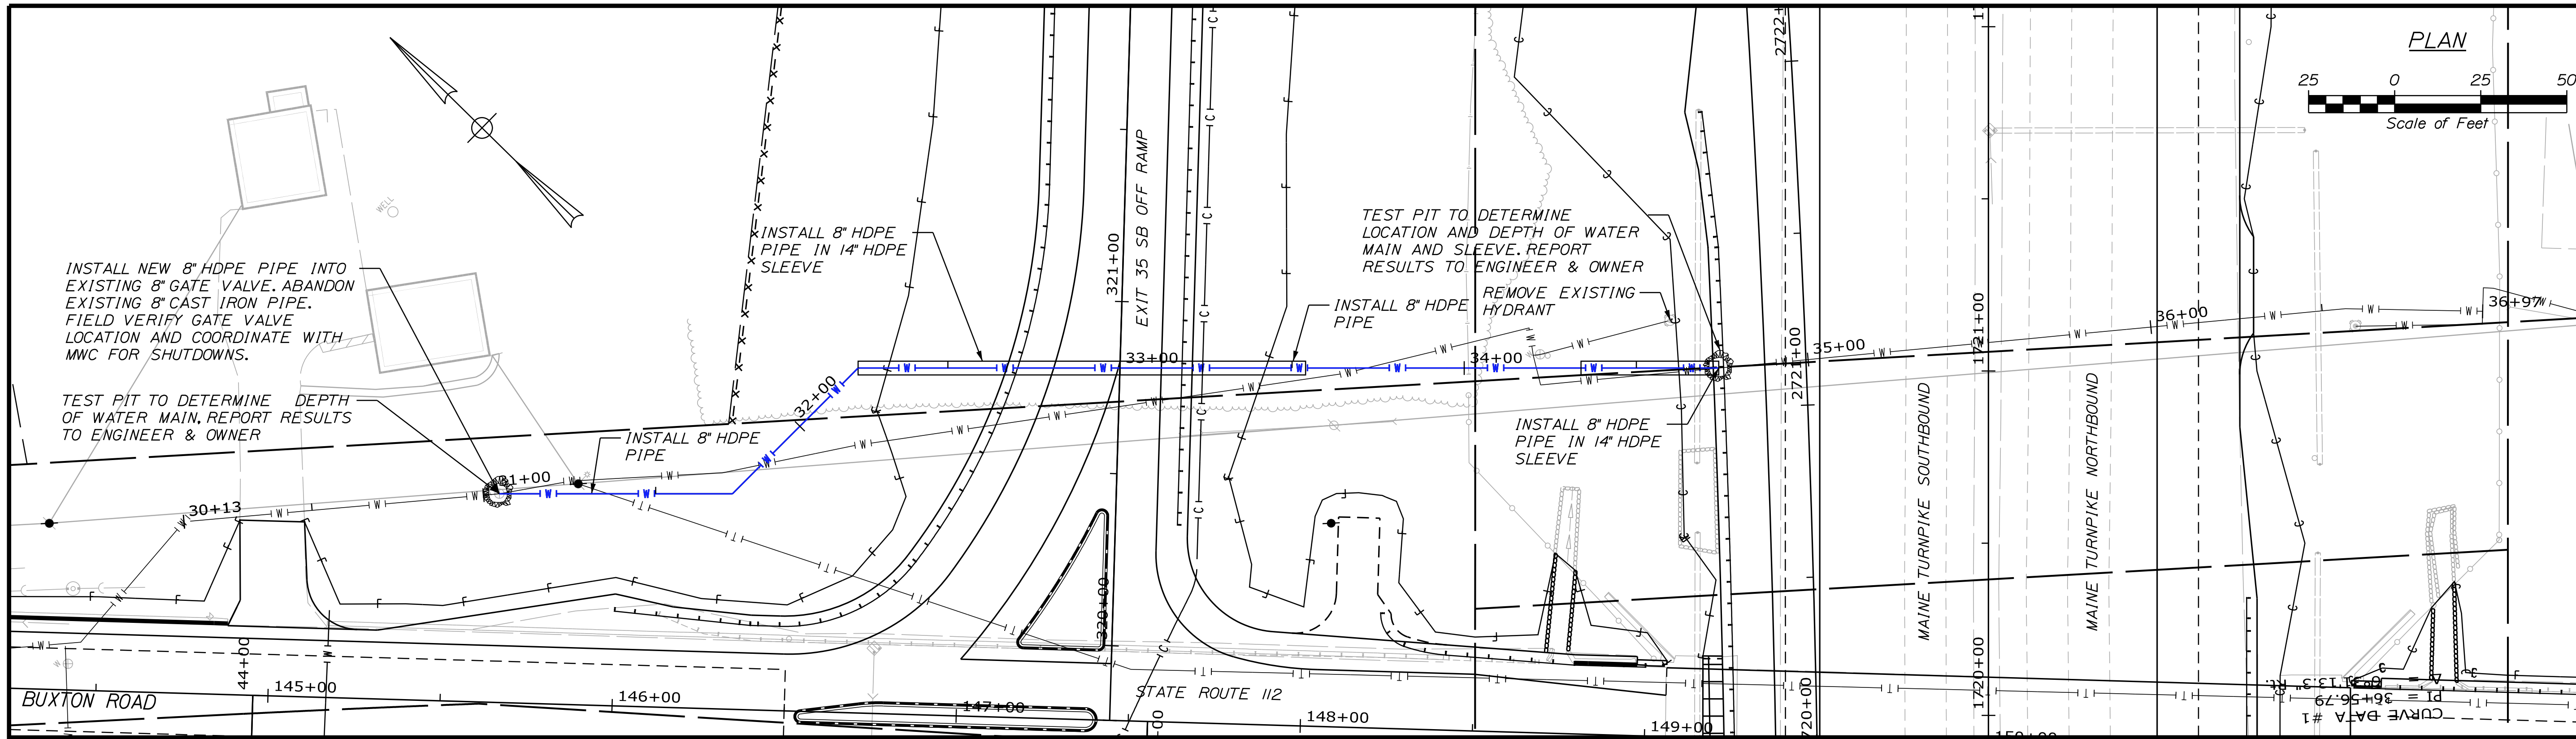 PLAN
25 0 25 50
Scale of Feet
WELL
INSTALL NEW 8" HDPE PIPE INTO
EXISTING 8" GATE VALVE. ABANDON
EXISTING 8" CAST IRON PIPE.
FIELD VERIFY GATE VALVE
LOCATION AND COORDINATE WITH
MWC FOR SHUTDOWNS.
TEST PIT TO DETERMINE DEPTH
OF WATER MAIN. REPORT RESULTS
TO ENGINEER & OWNER
INSTALL 8" HDPE
PIPE IN 14" HDPE
SLEEVE
INSTALL 8" HDPE
PIPE
EXIT 35 SB OFF RAMP
321+00
320+00
TEST PIT TO DETERMINE
LOCATION AND DEPTH OF WATER
MAIN AND SLEEVE. REPORT
RESULTS TO ENGINEER & OWNER
INSTALL 8" HDPE
PIPE
REMOVE EXISTING
HYDRANT
INSTALL 8" HDPE
PIPE IN 14" HDPE
SLEEVE
30+13
31+00
32+00
33+00
34+00
35+00
36+00
36+97
2721+00
1721+00
1720+00
MAINE TURNPIKE SOUTHBOUND
MAINE TURNPIKE NORTHBOUND
44+00
145+00
146+00
147+00
148+00
149+00
BUXTON ROAD
STATE ROUTE 112
CURVE DATA #1
PI = 36+56.79